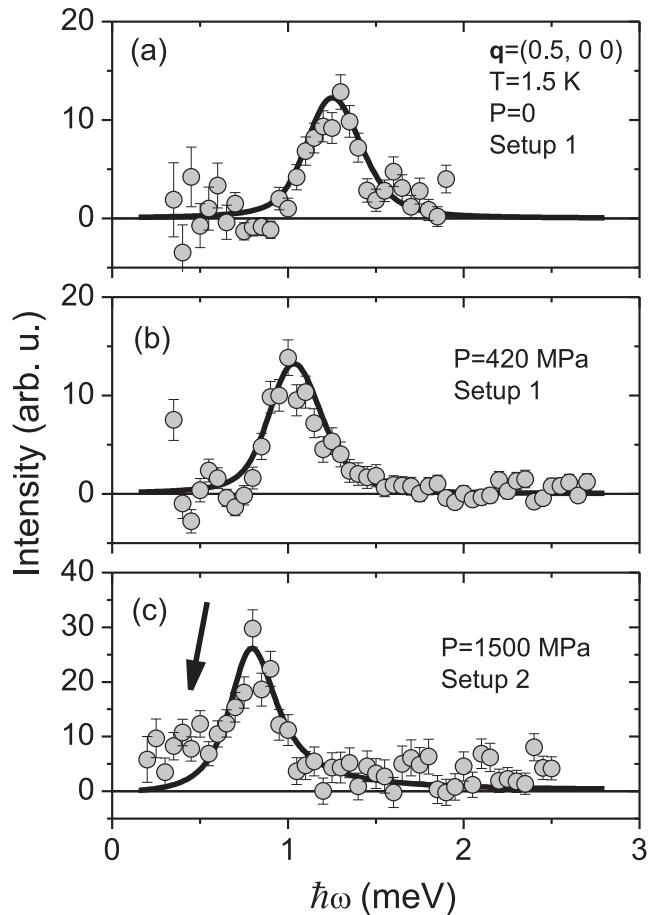 (a)
q=(0.5, 0 0)
T=1.5 K
P=0
Setup 1
20
10
0
(b)
P=420 MPa
Setup 1
20
10
0
Intensity (arb. u.)
(c)
P=1500 MPa
Setup 2
40
30
20
10
0
0 1 2 3
ħω (meV)